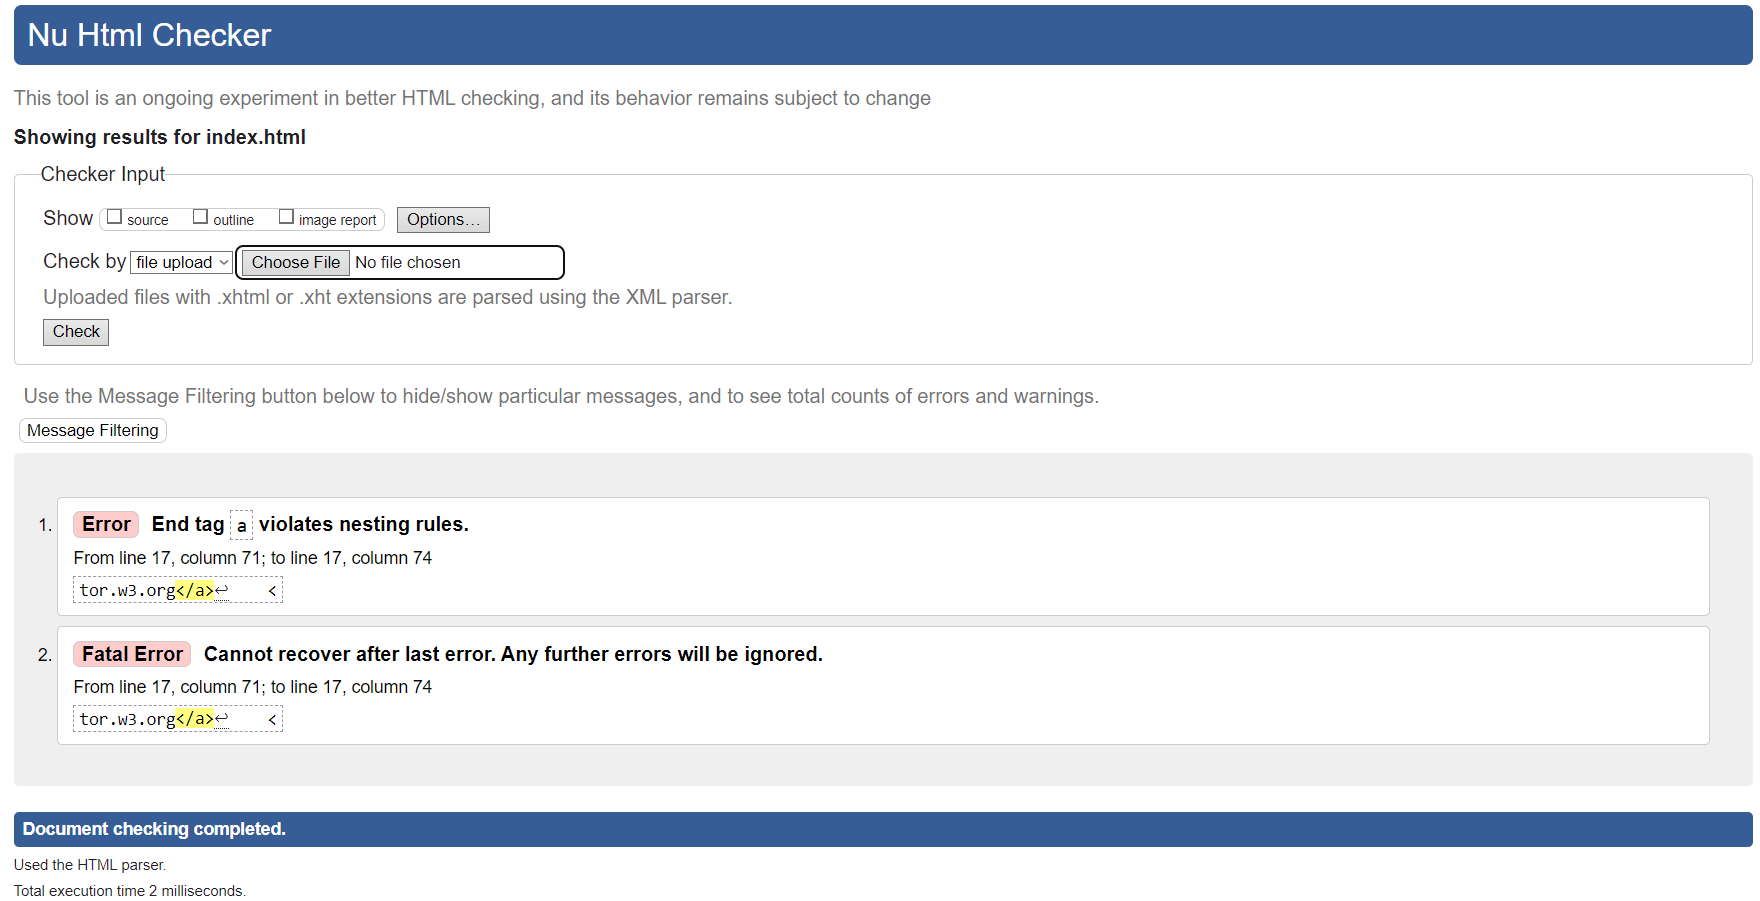 Nu Html Checker
This tool is an ongoing experiment in better HTML checking, and its behavior remains subject to change
Showing results for index.html
Checker Input
Show source outline image report Options...
Check by file upload Choose File No file chosen
Uploaded files with .xhtml or .xht extensions are parsed using the XML parser.
Check
Use the Message Filtering button below to hide/show particular messages, and to see total counts of errors and warnings.
Message Filtering
1. Error End tag a violates nesting rules.
From line 17, column 71; to line 17, column 74
tor.w3.org</a>↩ <
2. Fatal Error Cannot recover after last error. Any further errors will be ignored.
From line 17, column 71; to line 17, column 74
tor.w3.org</a>↩ <
Document checking completed.
Used the HTML parser.
Total execution time 2 milliseconds.